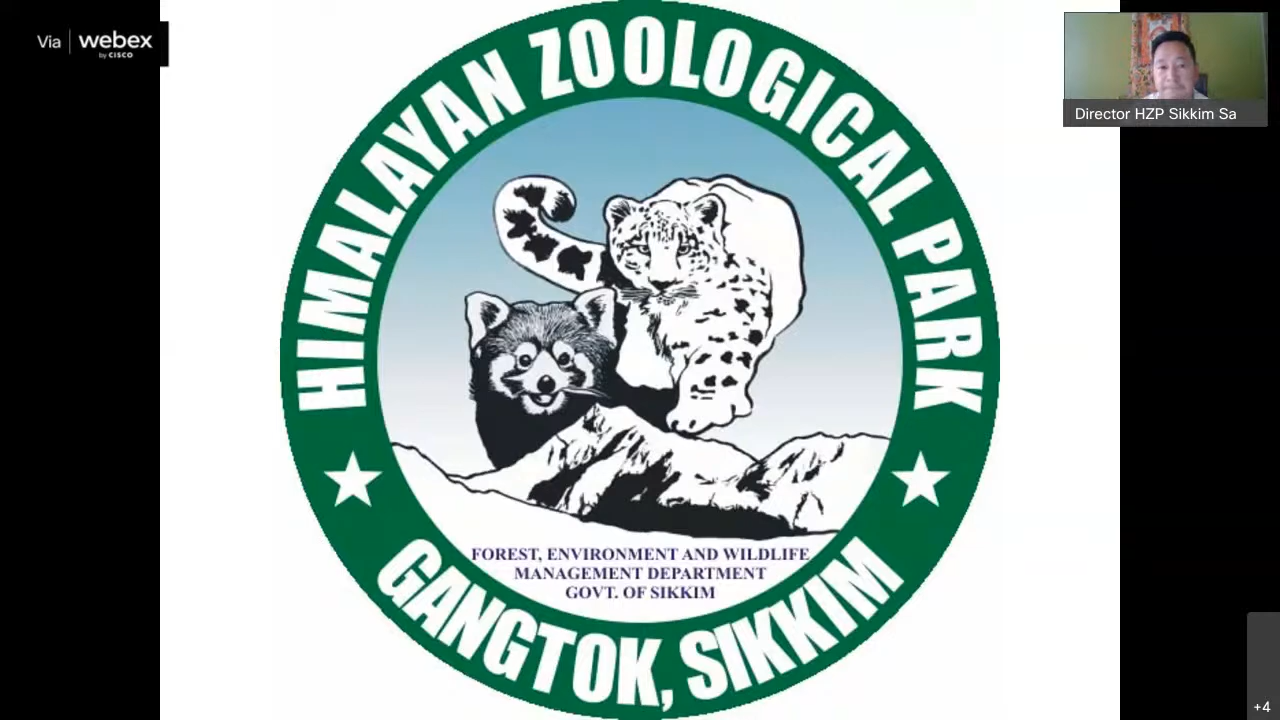 Via | webex
by CISCO
Director HZP Sikkim Sa
HIMALAYAN ZOOLOGICAL PARK
FOREST, ENVIRONMENT AND WILDLIFE
MANAGEMENT DEPARTMENT
GOVT. OF SIKKIM
GANGTOK, SIKKIM
+4